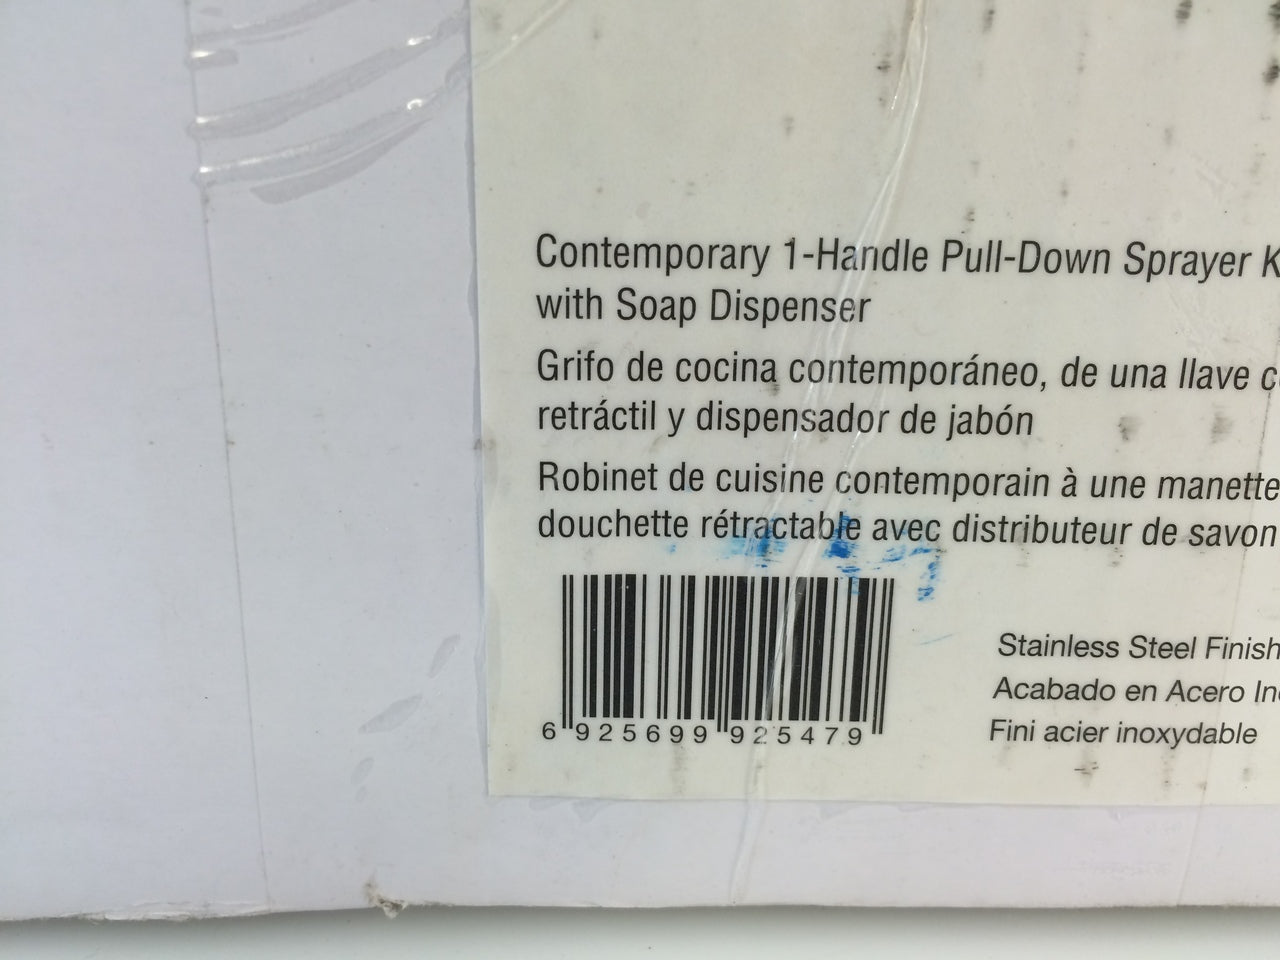 Contemporary 1-Handle Pull-Down Sprayer
with Soap Dispenser
Grifo de cocina contemporáneo, de una llave
retráctil y dispensador de jabón
Robinet de cuisine contemporain à une manette
douchette rétractable avec distributeur de savon
Stainless Steel Finish
Acabado en Acero
Fini acier inoxydable
6 925699 925479